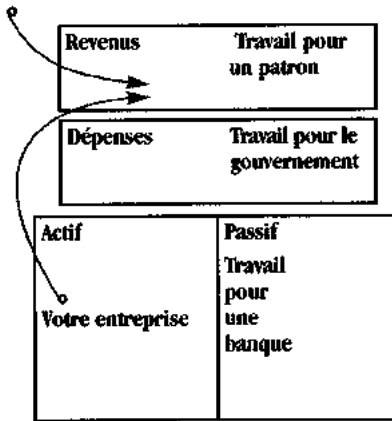 Revenus Travail pour
un patron
Dépenses Travail pour le
gouvernement
Actif
Votre entreprise
Passif
Travail
pour
une
banque